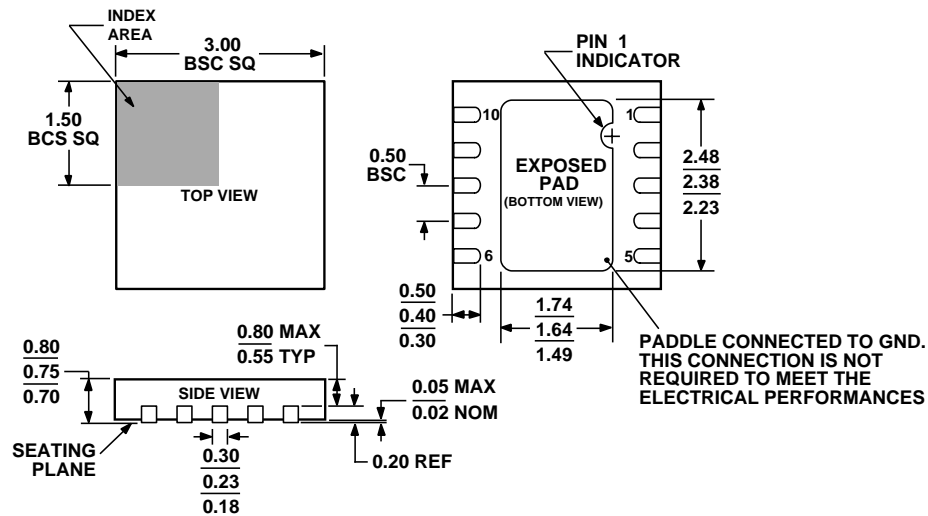 INDEX
AREA
3.00
BSC SQ
1.50
BCS SQ
TOP VIEW
PIN 1
INDICATOR
10
1
0.50
BSC
EXPOSED
PAD
(BOTTOM VIEW)
2.48
2.38
2.23
6
5
0.50
0.40
0.30
1.74
1.64
1.49
PADDLE CONNECTED TO GND.
THIS CONNECTION IS NOT
REQUIRED TO MEET THE
ELECTRICAL PERFORMANCES
0.80
0.75
0.70
0.80 MAX
0.55 TYP
SIDE VIEW
0.05 MAX
0.02 NOM
SEATING
PLANE
0.30
0.23
0.18
0.20 REF